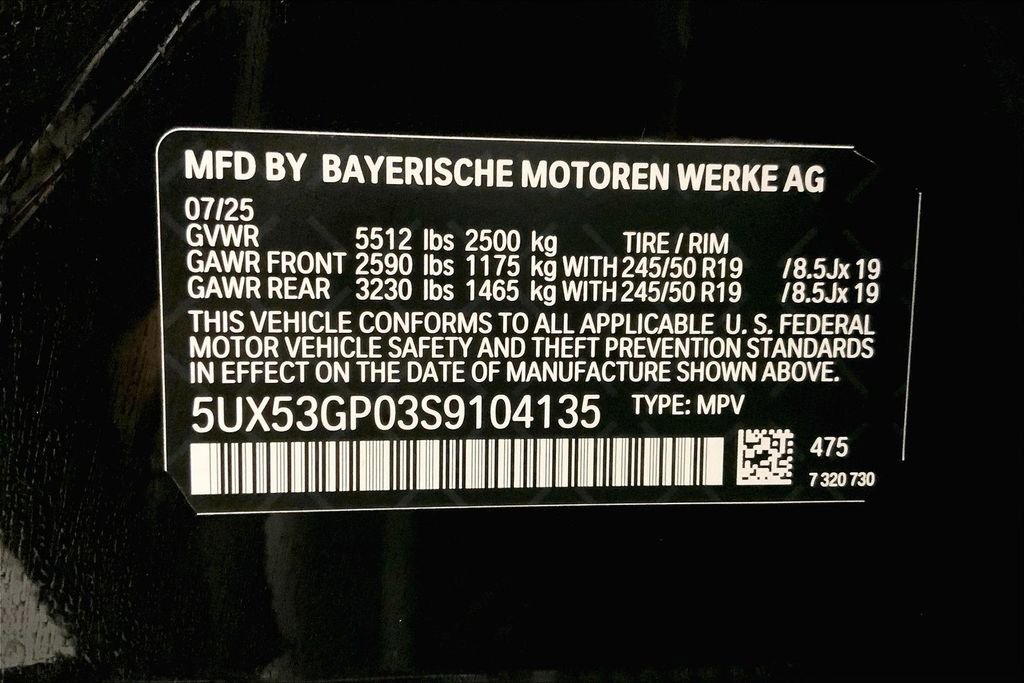 MFD BY BAYERISCHE MOTOREN WERKE AG
07/25
GVWR 5512 lbs 2500 kg TIRE / RIM
GAWR FRONT 2590 lbs 1175 kg WITH 245/50 R19 /8.5Jx 19
GAWR REAR 3230 lbs 1465 kg WITH 245/50 R19 /8.5Jx 19
THIS VEHICLE CONFORMS TO ALL APPLICABLE U. S. FEDERAL
MOTOR VEHICLE SAFETY AND THEFT PREVENTION STANDARDS
IN EFFECT ON THE DATE OF MANUFACTURE SHOWN ABOVE.
5UX53GP03S9104135 TYPE: MPV
475
7 320 730